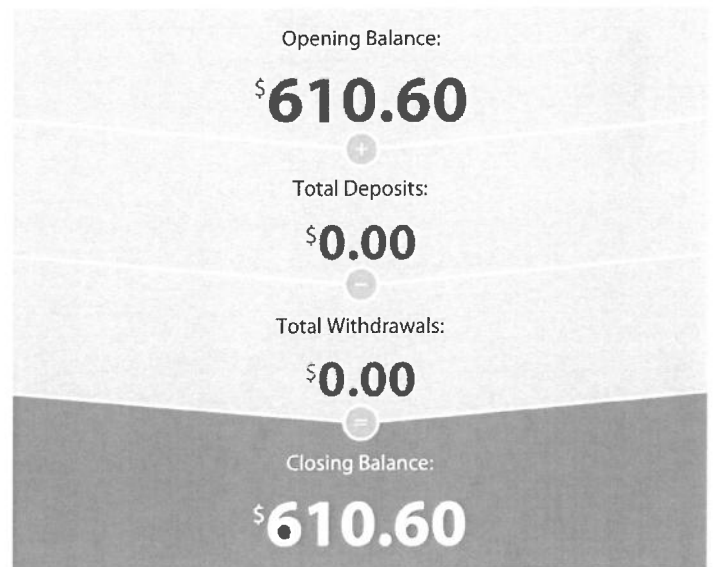 Opening Balance:
$610.60
+
Total Deposits:
$0.00
−
Total Withdrawals:
$0.00
=
Closing Balance:
$610.60